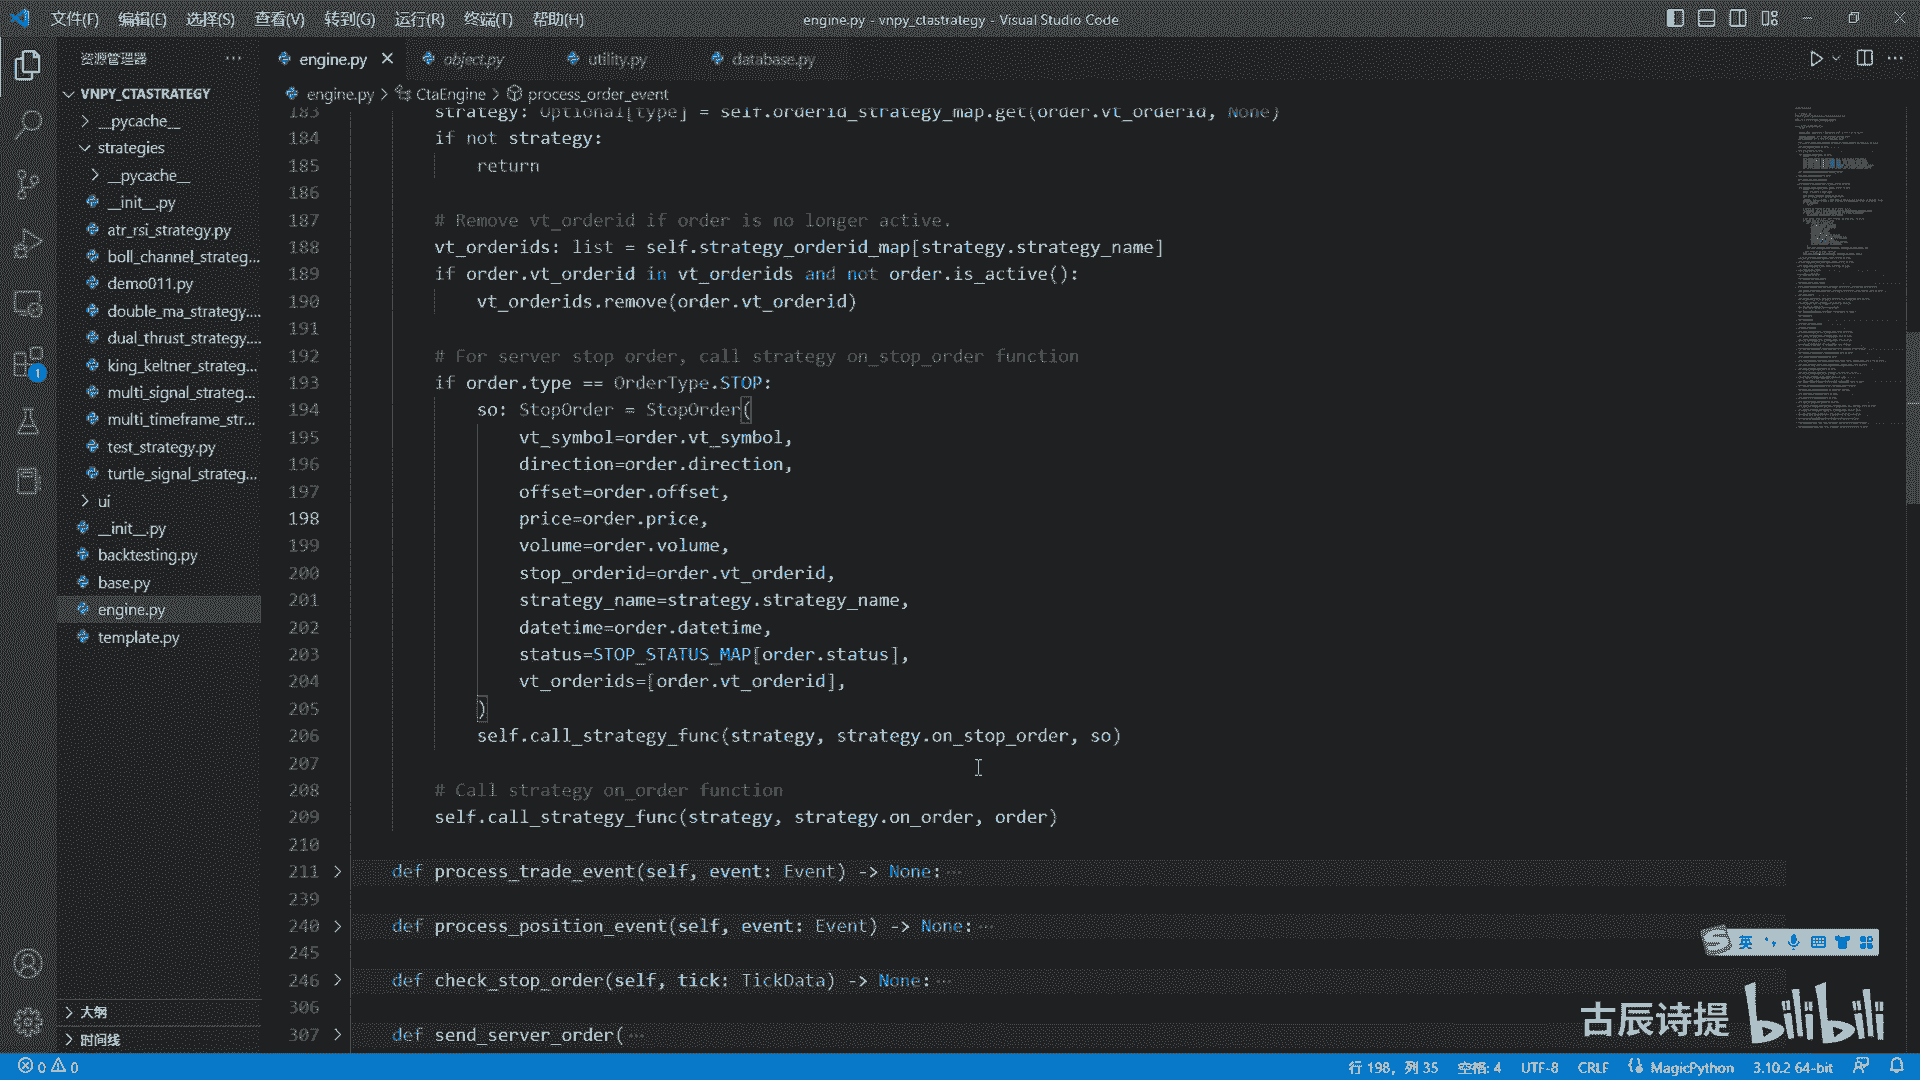 文件(F) 编辑(E) 选择(S) 查看(V) 转到(G) 运行(R) 终端(T) 帮助(H) engine.py - vnpy_ctastrategy - Visual Studio Code
资源管理器 ··· engine.py object.py utility.py database.py
VNPY_CTASTRATEGY
__pycache__
strategies
__pycache__
__init__.py
atr_rsi_strategy.py
boll_channel_strateg...
demo011.py
double_ma_strategy....
dual_thrust_strategy....
king_keltner_strateg...
multi_signal_strateg...
multi_timeframe_str...
test_strategy.py
turtle_signal_strateg...
ui
__init__.py
backtesting.py
base.py
engine.py
template.py
大纲
时间线
engine.py > CtaEngine > process_order_event
183 strategy: Optional[type] = self.orderid_strategy_map.get(order.vt_orderid, None)
184 if not strategy:
185 return
186
187 # Remove vt_orderid if order is no longer active.
188 vt_orderids: list = self.strategy_orderid_map[strategy.strategy_name]
189 if order.vt_orderid in vt_orderids and not order.is_active():
190 vt_orderids.remove(order.vt_orderid)
191
192 # For server stop order, call strategy on_stop_order function
193 if order.type == OrderType.STOP:
194 so: StopOrder = StopOrder(
195 vt_symbol=order.vt_symbol,
196 direction=order.direction,
197 offset=order.offset,
198 price=order.price,
199 volume=order.volume,
200 stop_orderid=order.vt_orderid,
201 strategy_name=strategy.strategy_name,
202 datetime=order.datetime,
203 status=STOP_STATUS_MAP[order.status],
204 vt_orderids=[order.vt_orderid],
205 )
206 self.call_strategy_func(strategy, strategy.on_stop_order, so)
207
208 # Call strategy on_order function
209 self.call_strategy_func(strategy, strategy.on_order, order)
210
211 def process_trade_event(self, event: Event) -> None:···
239
240 def process_position_event(self, event: Event) -> None:···
245
246 def check_stop_order(self, tick: TickData) -> None:···
306
307 def send_server_order(···
1
英
古辰诗提 bilibili
0 0 行 198，列 35 空格: 4 UTF-8 CRLF MagicPython 3.10.2 64-bit